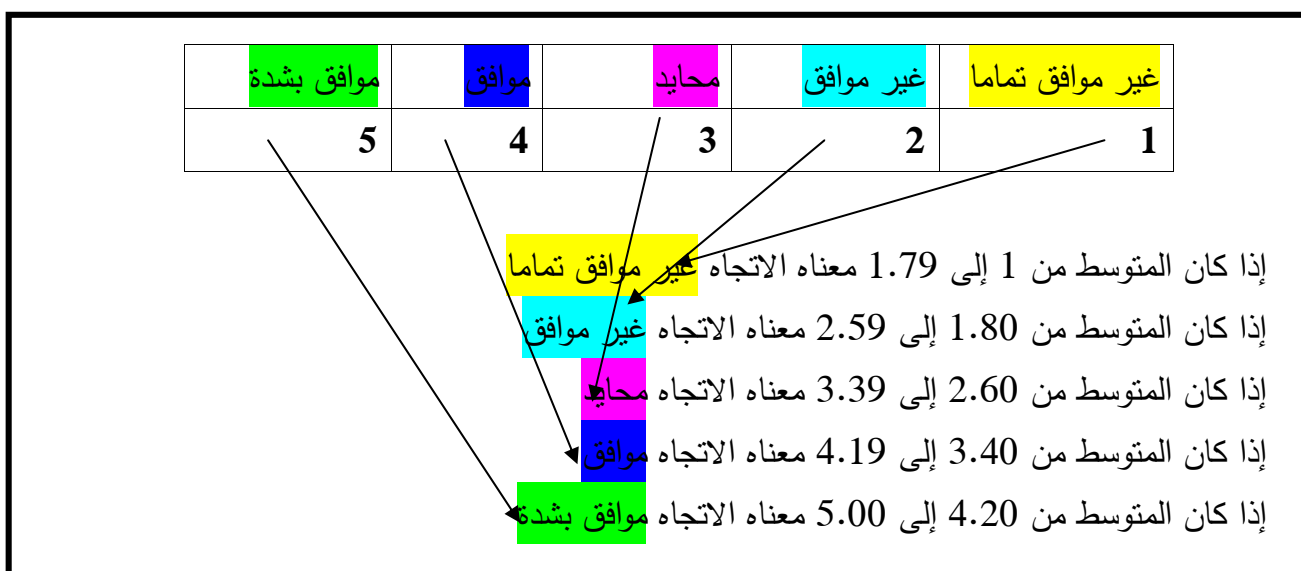 غير موافق تماما غير موافق محايد موافق موافق بشدة
1 2 3 4 5
إذا كان المتوسط من 1 إلى 1.79 معناه الاتجاه غير موافق تماما
إذا كان المتوسط من 1.80 إلى 2.59 معناه الاتجاه غير موافق
إذا كان المتوسط من 2.60 إلى 3.39 معناه الاتجاه محايد
إذا كان المتوسط من 3.40 إلى 4.19 معناه الاتجاه موافق
إذا كان المتوسط من 4.20 إلى 5.00 معناه الاتجاه موافق بشدة